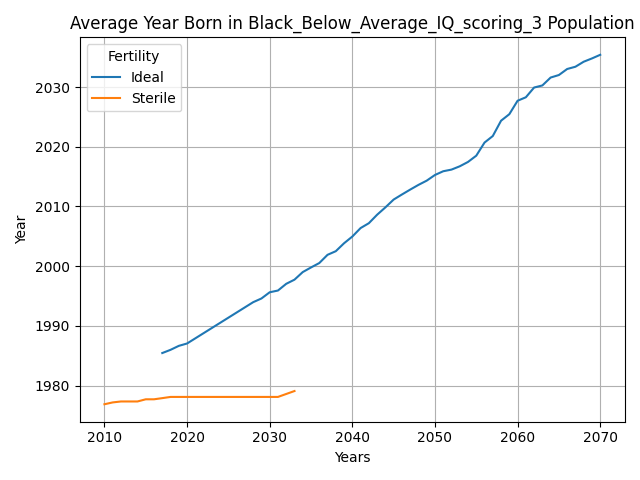 Average Year Born in Black_Below_Average_IQ_scoring_3 Population
Fertility
Ideal
Sterile
Year
2030
2020
2010
2000
1990
1980
2010 2020 2030 2040 2050 2060 2070
Years